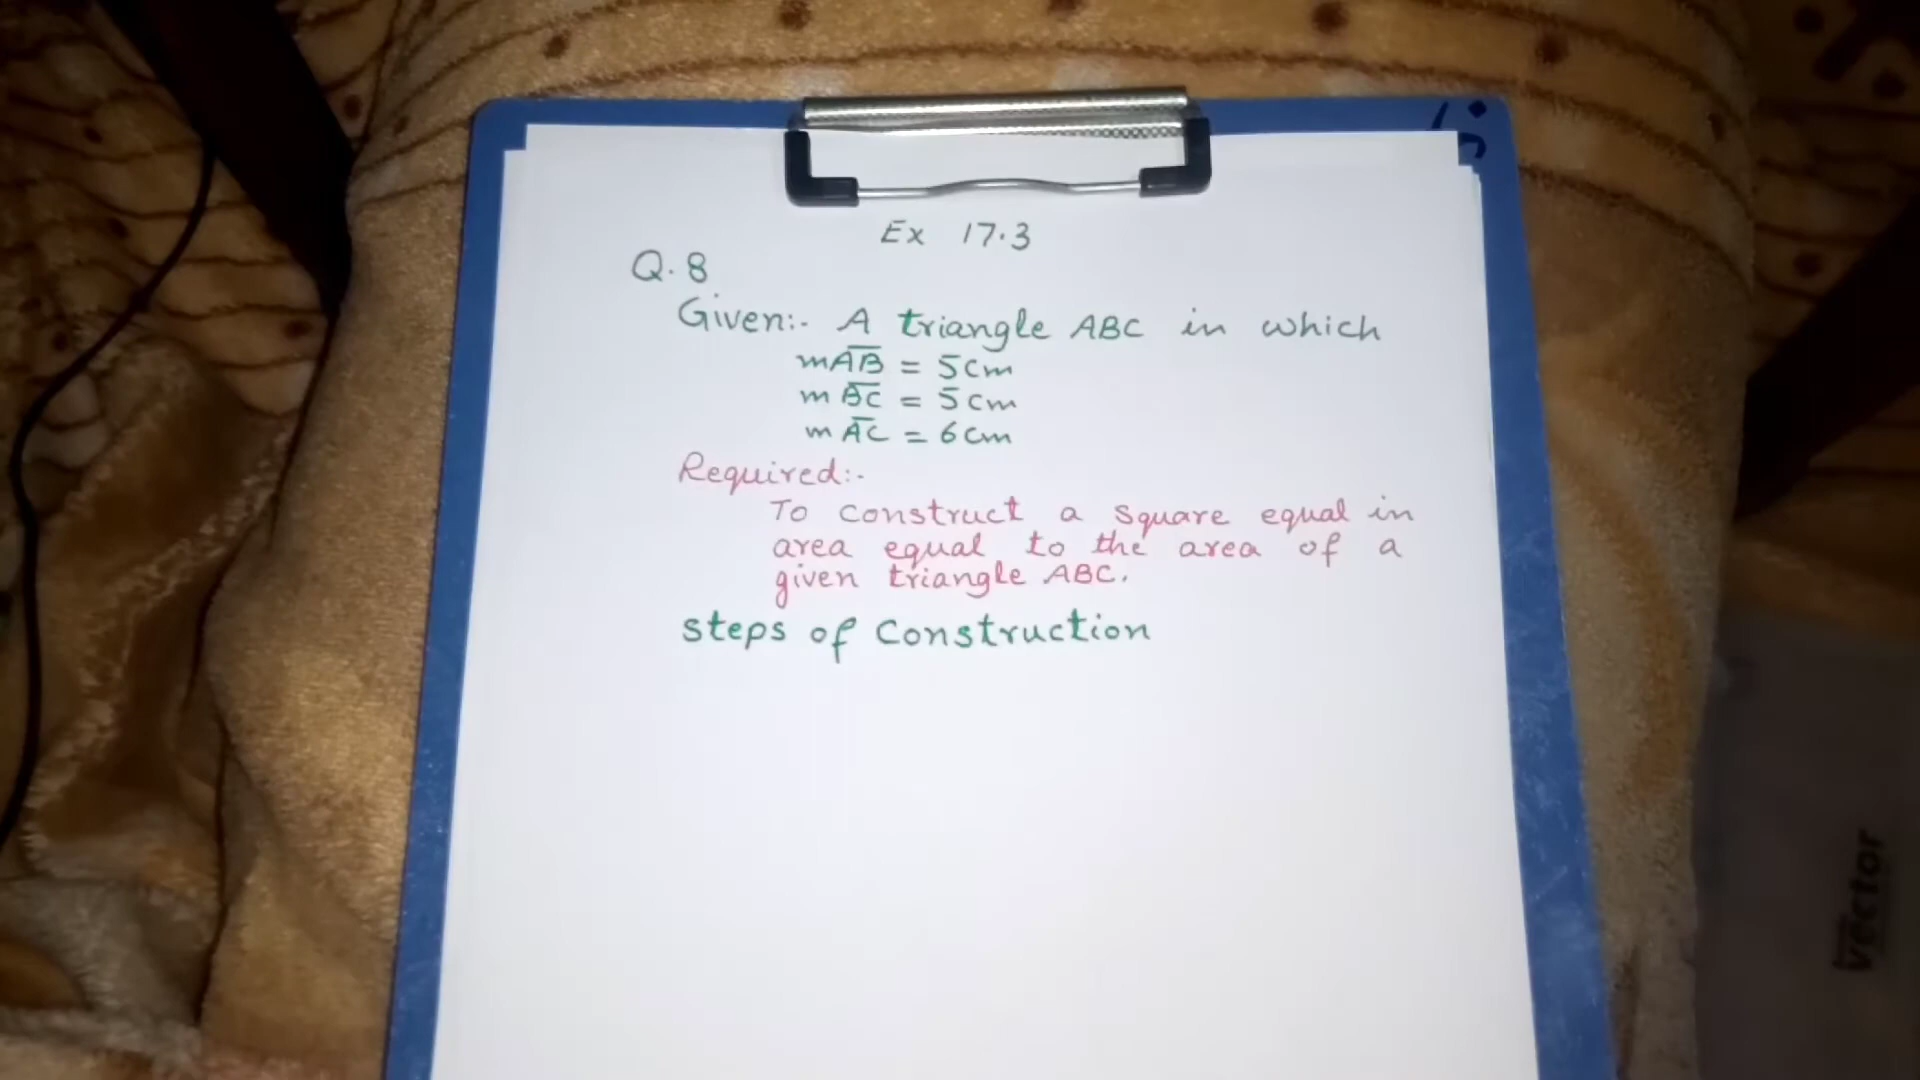 Ex 17.3
Q.8
Given:- A triangle ABC in which
mAB = 5cm
mBC = 5cm
mAC = 6cm
Required:-
To construct a square equal in
area equal to the area of a
given triangle ABC.
steps of Construction
vector